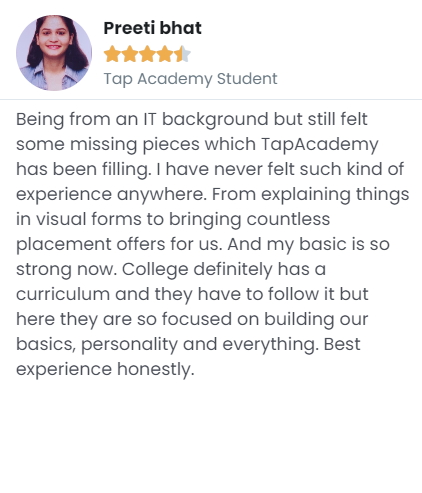 Preeti bhat
Tap Academy Student
Being from an IT background but still felt
some missing pieces which TapAcademy
has been filling. I have never felt such kind of
experience anywhere. From explaining things
in visual forms to bringing countless
placement offers for us. And my basic is so
strong now. College definitely has a
curriculum and they have to follow it but
here they are so focused on building our
basics, personality and everything. Best
experience honestly.